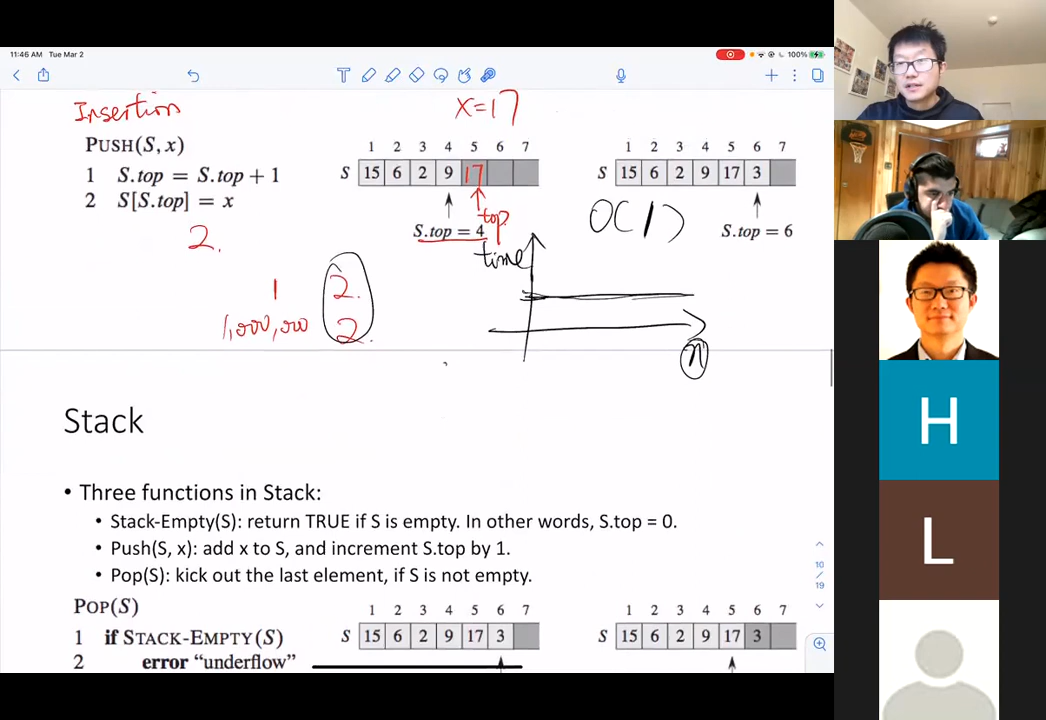 11:46 AM Tue Mar 2
100%
Insertion
x=17
PUSH(S, x)
1 S.top = S.top + 1
2 S[S.top] = x
2.
1 2 3 4 5 6 7
S 15 6 2 9 17
top
S.top = 4
1 2 3 4 5 6 7
S 15 6 2 9 17 3
O(1)
S.top = 6
time
n
1 2.
1,000,000 2.
Stack
• Three functions in Stack:
• Stack-Empty(S): return TRUE if S is empty. In other words, S.top = 0.
• Push(S, x): add x to S, and increment S.top by 1.
• Pop(S): kick out the last element, if S is not empty.
POP(S)
1 if STACK-EMPTY(S)
2 error “underflow”
1 2 3 4 5 6 7
S 15 6 2 9 17 3
1 2 3 4 5 6 7
S 15 6 2 9 17 3
10
/
19
H
L